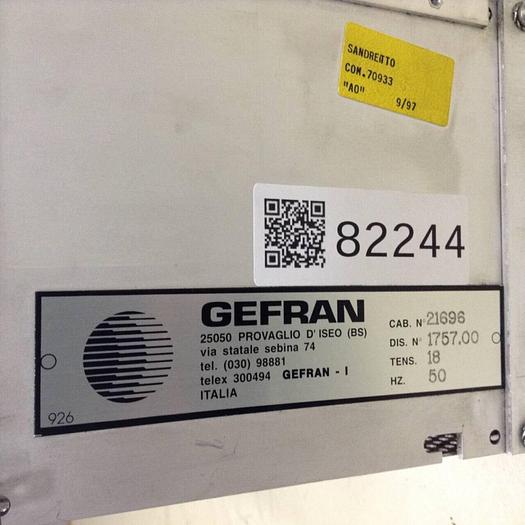 SANDRETTO
COM.70933
"AO" 9/97
82244
GEFRAN
25050 PROVAGLIO D'ISEO (BS)
via statale sebina 74
tel. (030) 98881
telex 300494 GEFRAN - I
ITALIA
CAB. N° 21696
DIS. N° 1757.00
TENS. 18
HZ. 50
926